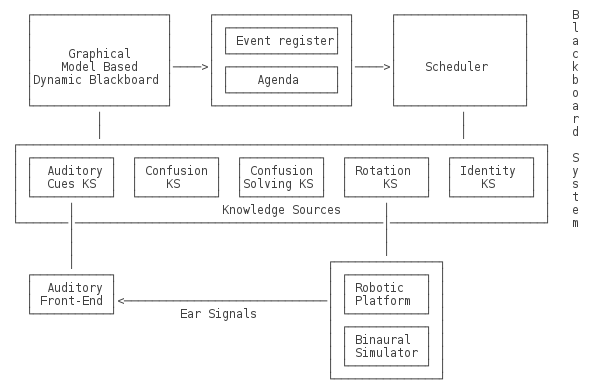 Graphical
Model Based
Dynamic Blackboard
Event register
Agenda
Scheduler
Blackboard System
Auditory
Cues KS
Confusion
KS
Confusion
Solving KS
Rotation
KS
Identity
KS
Knowledge Sources
Auditory
Front-End
Ear Signals
Robotic
Platform
Binaural
Simulator